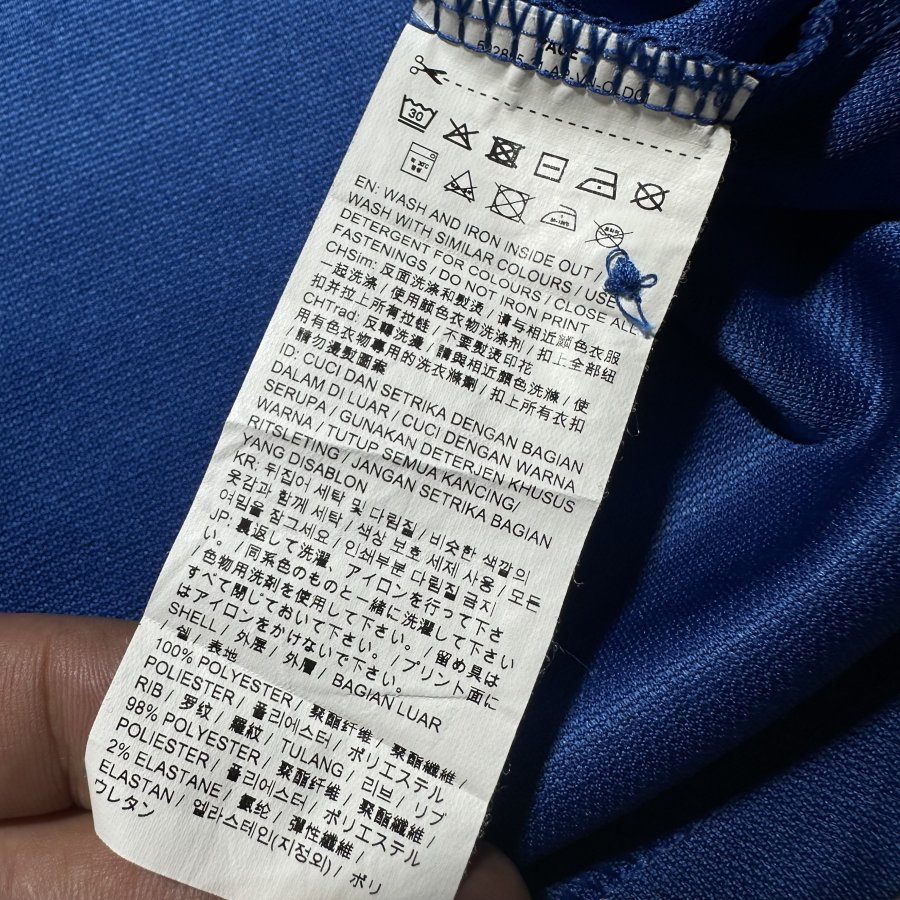 AGE
30
EN: WASH AND IRON INSIDE OUT /
WASH WITH SIMILAR COLOURS / USE
DETERGENT FOR COLOURS / CLOSE ALL
FASTENINGS / DO NOT IRON PRINT
CHSim: 反面洗涤和熨烫 / 请与相近颜色衣服
一起洗涤 / 使用颜色衣物洗涤剂 / 扣上全部纽
扣并拉上所有拉链 / 不要熨烫印花
CHTrad: 反轉洗燙 / 請與相近顏色洗滌 / 使
用有色衣物專用的洗衣滌劑 / 扣上所有衣扣
/ 請勿燙熨圖案
ID: CUCI DAN SETRIKA DENGAN BAGIAN
DALAM DI LUAR / CUCI DENGAN WARNA
SERUPA / GUNAKAN DETERJEN KHUSUS
WARNA / TUTUP SEMUA KANCING/
RITSLETING / JANGAN SETRIKA BAGIAN
YANG DISABLON
KR: 뒤집어 세탁 및 다림질 / 비슷한 색깔의
옷감과 함께 세탁 / 색상 보호 세제 사용 / 모든
여밈을 잠그세요 / 인쇄부분 다림질 금지
JP: 裏返して洗濯、アイロンを行って下さ
い。/ 同系色のものと一緒に洗濯して下さい
/ 色物用洗剤を使用して下さい。/ 留め具は
すべて閉じておいて下さい。/ プリント面に
はアイロンをかけないで下さい。
SHELL / 外层 / 外層 / BAGIAN LUAR
/ 쉘 / 表地
100% POLYESTER / 聚酯纤维 / 聚酯纖維 /
POLIESTER / 폴리에스터 / ポリエステル
RIB / 罗纹 / 羅紋 / TULANG / 리브 / リブ
98% POLYESTER / 聚酯纤维 / 聚酯纖維 /
POLIESTER / 폴리에스터 / ポリエステル
2% ELASTANE / 氨纶 / 彈性纖維 /
ELASTAN / 엘라스테인(지정외) / ポリ
ウレタン